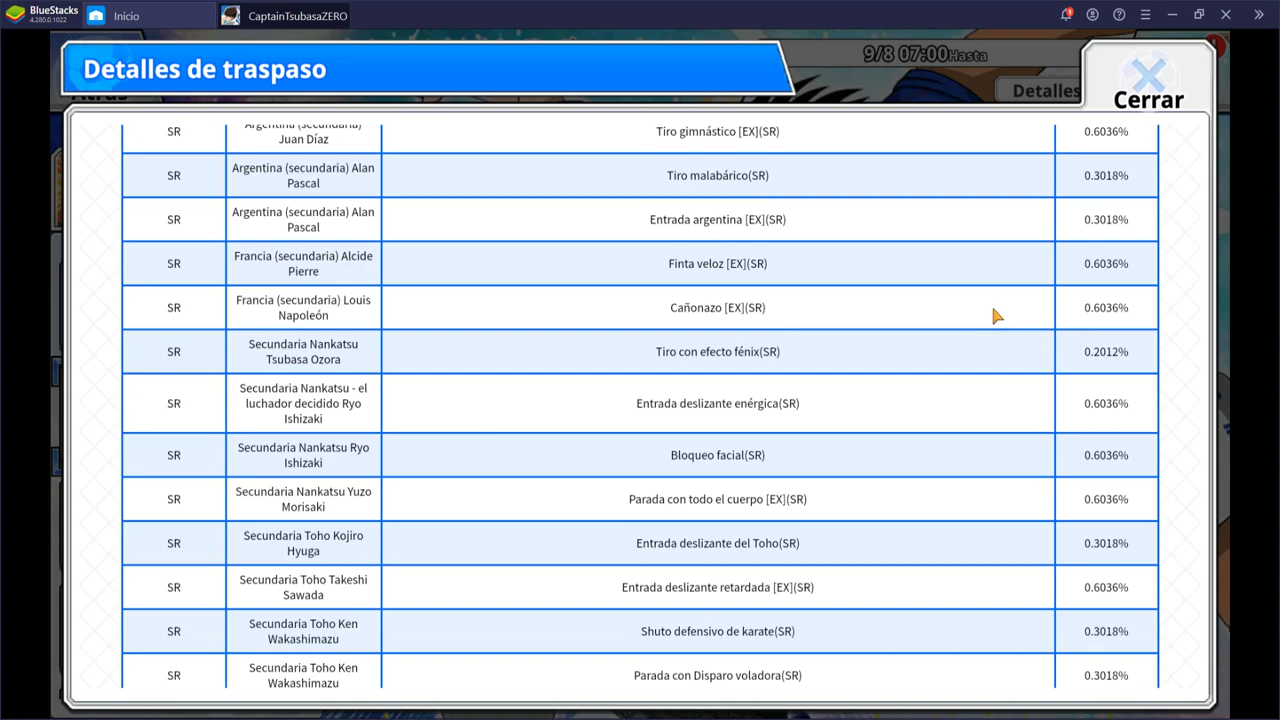 BlueStacks
4.280.0.1022
Inicio
CaptainTsubasaZERO
Detalles de traspaso
9/8 07:00Hasta
Detalles
Atrás
Cerrar
SR
Argentina (secundaria)
Juan Díaz
Tiro gimnástico [EX](SR)
0.6036%
SR
Argentina (secundaria) Alan
Pascal
Tiro malabárico(SR)
0.3018%
SR
Argentina (secundaria) Alan
Pascal
Entrada argentina [EX](SR)
0.3018%
SR
Francia (secundaria) Alcide
Pierre
Finta veloz [EX](SR)
0.6036%
SR
Francia (secundaria) Louis
Napoleón
Cañonazo [EX](SR)
0.6036%
SR
Secundaria Nankatsu
Tsubasa Ozora
Tiro con efecto fénix(SR)
0.2012%
SR
Secundaria Nankatsu - el
luchador decidido Ryo
Ishizaki
Entrada deslizante enérgica(SR)
0.6036%
SR
Secundaria Nankatsu Ryo
Ishizaki
Bloqueo facial(SR)
0.6036%
SR
Secundaria Nankatsu Yuzo
Morisaki
Parada con todo el cuerpo [EX](SR)
0.6036%
SR
Secundaria Toho Kojiro
Hyuga
Entrada deslizante del Toho(SR)
0.3018%
SR
Secundaria Toho Takeshi
Sawada
Entrada deslizante retardada [EX](SR)
0.6036%
SR
Secundaria Toho Ken
Wakashimazu
Shuto defensivo de karate(SR)
0.3018%
SR
Secundaria Toho Ken
Wakashimazu
Parada con Disparo voladora(SR)
0.3018%